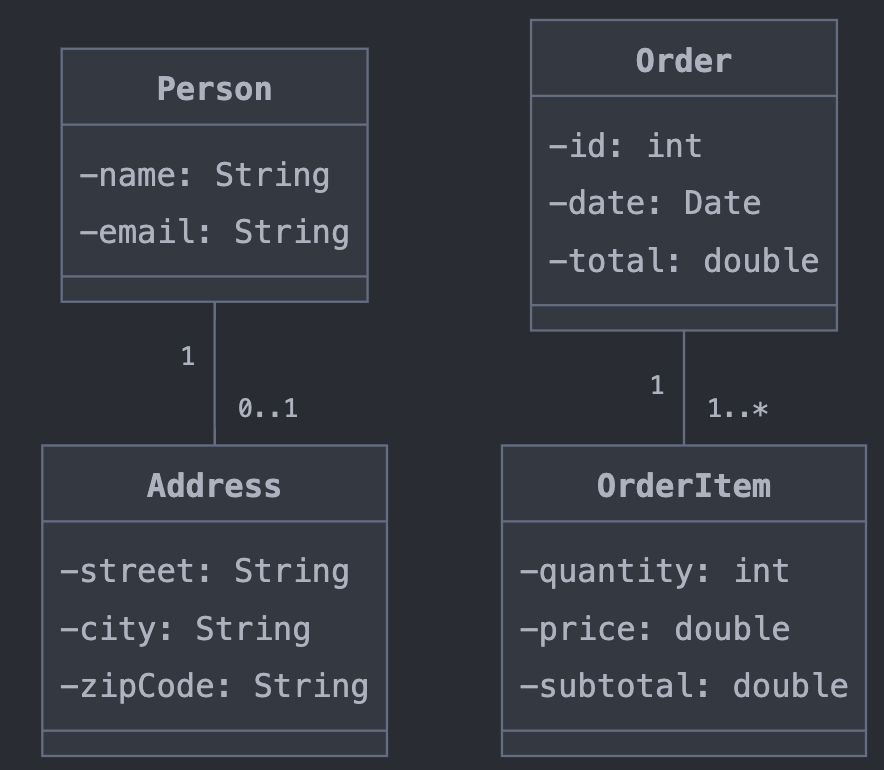 Person
-name: String
-email: String
1
0..1
Address
-street: String
-city: String
-zipCode: String
Order
-id: int
-date: Date
-total: double
1
1..*
OrderItem
-quantity: int
-price: double
-subtotal: double